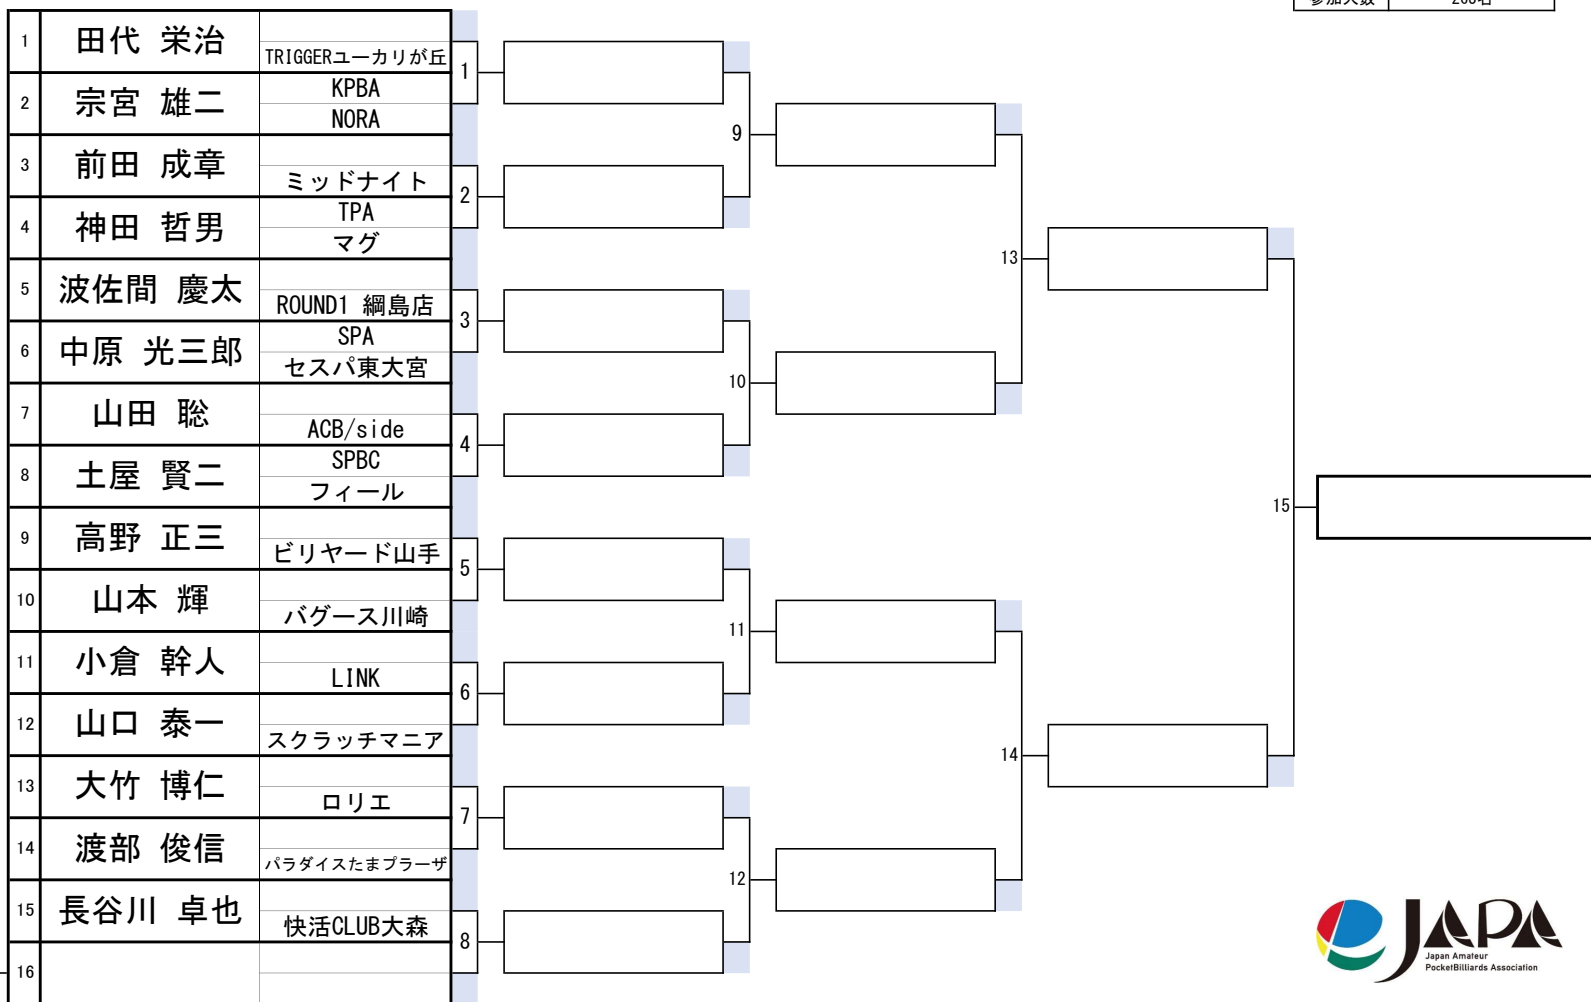 1 田代 栄治 TRIGGERユーカリが丘
2 宗宮 雄二 KPBA
NORA
3 前田 成章 ミッドナイト
4 神田 哲男 TPA
マグ
5 波佐間 慶太 ROUND1 綱島店
6 中原 光三郎 SPA
セスパ東大宮
7 山田 聡 ACB/side
8 土屋 賢二 SPBC
フィール
9 高野 正三 ビリヤード山手
10 山本 輝 バグース川崎
11 小倉 幹人 LINK
12 山口 泰一 スクラッチマニア
13 大竹 博仁 ロリエ
14 渡部 俊信 パラダイスたまプラーザ
15 長谷川 卓也 快活CLUB大森
16
1
2
3
4
5
6
7
8
9
10
11
12
13
14
15
JAPA
Japan Amateur
PocketBilliards Association